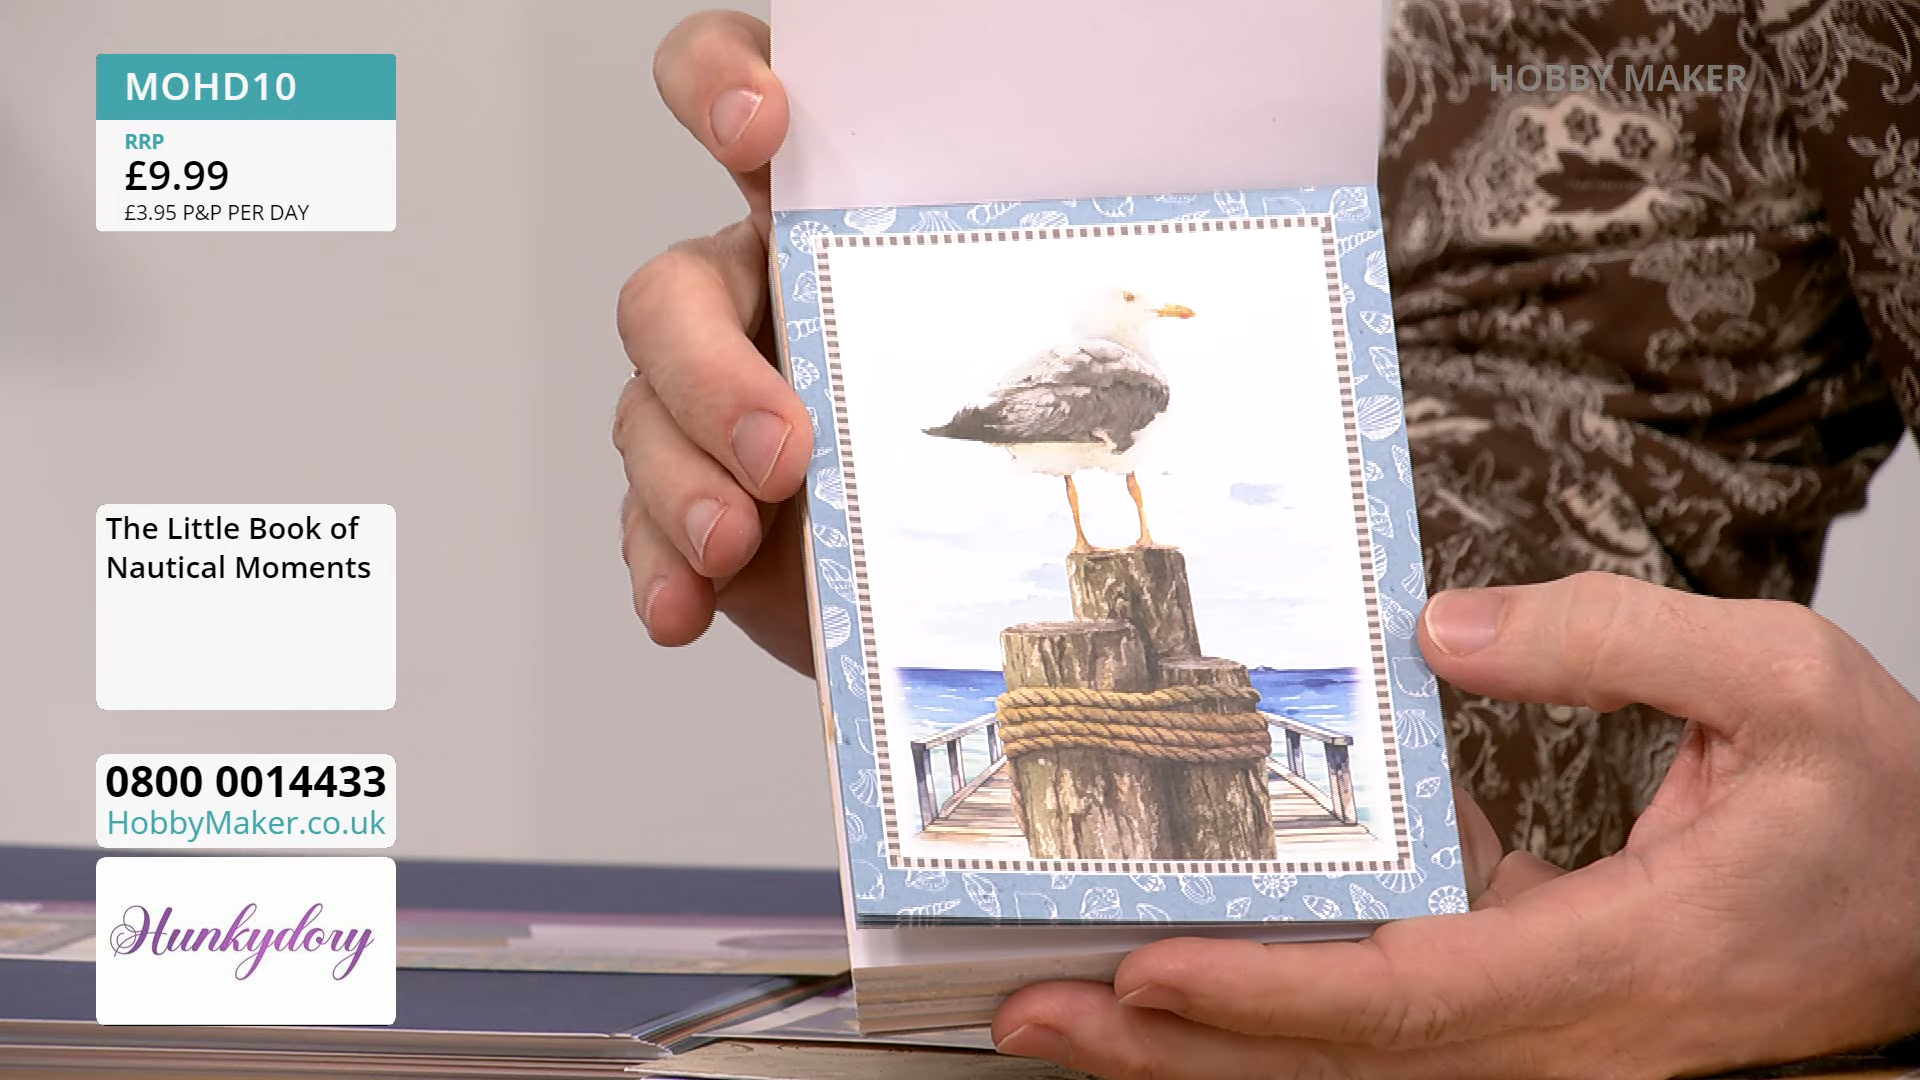 MOHD10
RRP
£9.99
£3.95 P&P PER DAY
HOBBY MAKER
The Little Book of
Nautical Moments
0800 0014433
HobbyMaker.co.uk
Hunkydory